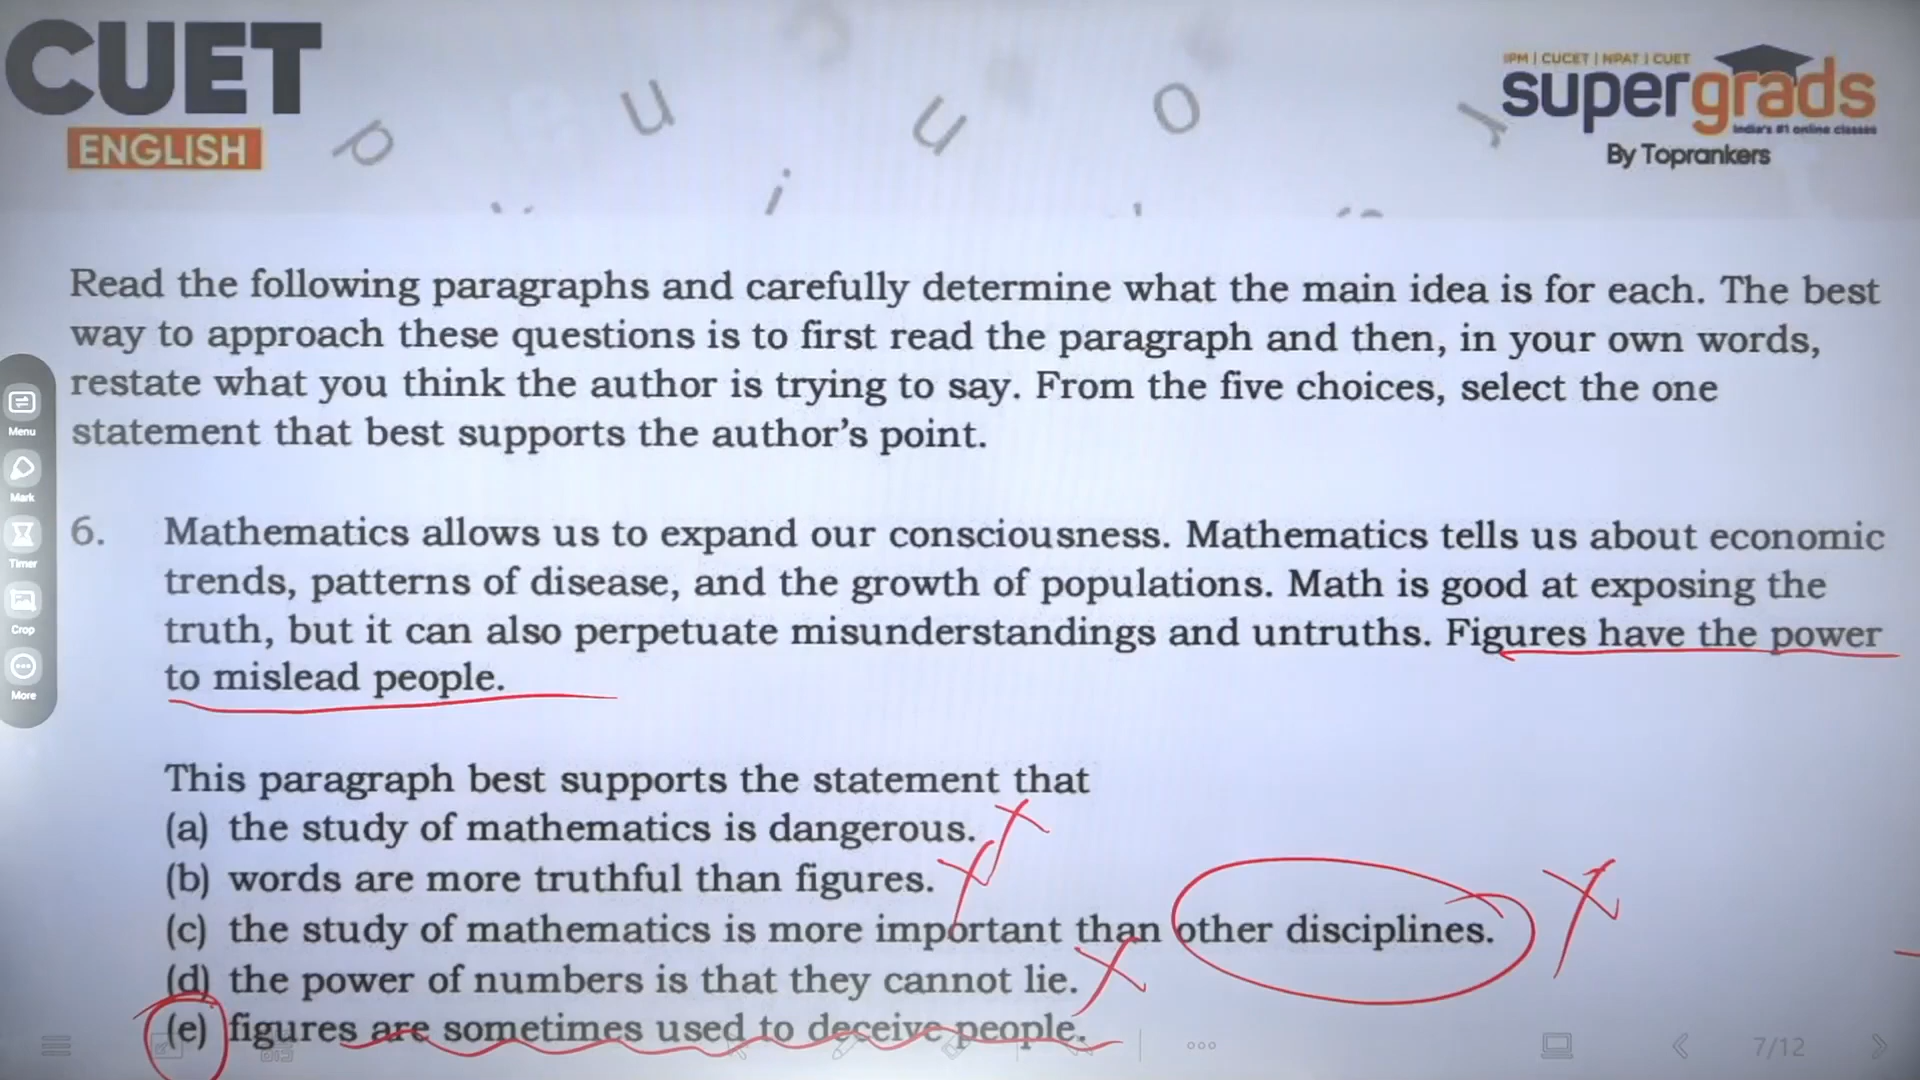 CUET
ENGLISH
p u i u o r
IPM | CUCET | NPAT | CUET
supergrads
India's #1 online classes
By Toprankers
Read the following paragraphs and carefully determine what the main idea is for each. The best
way to approach these questions is to first read the paragraph and then, in your own words,
restate what you think the author is trying to say. From the five choices, select the one
statement that best supports the author's point.
Menu
Mark
Timer
Crop
More
6. Mathematics allows us to expand our consciousness. Mathematics tells us about economic
trends, patterns of disease, and the growth of populations. Math is good at exposing the
truth, but it can also perpetuate misunderstandings and untruths. Figures have the power
to mislead people.
This paragraph best supports the statement that
(a) the study of mathematics is dangerous.
(b) words are more truthful than figures.
(c) the study of mathematics is more important than other disciplines.
(d) the power of numbers is that they cannot lie.
(e) figures are sometimes used to deceive people.
7/12